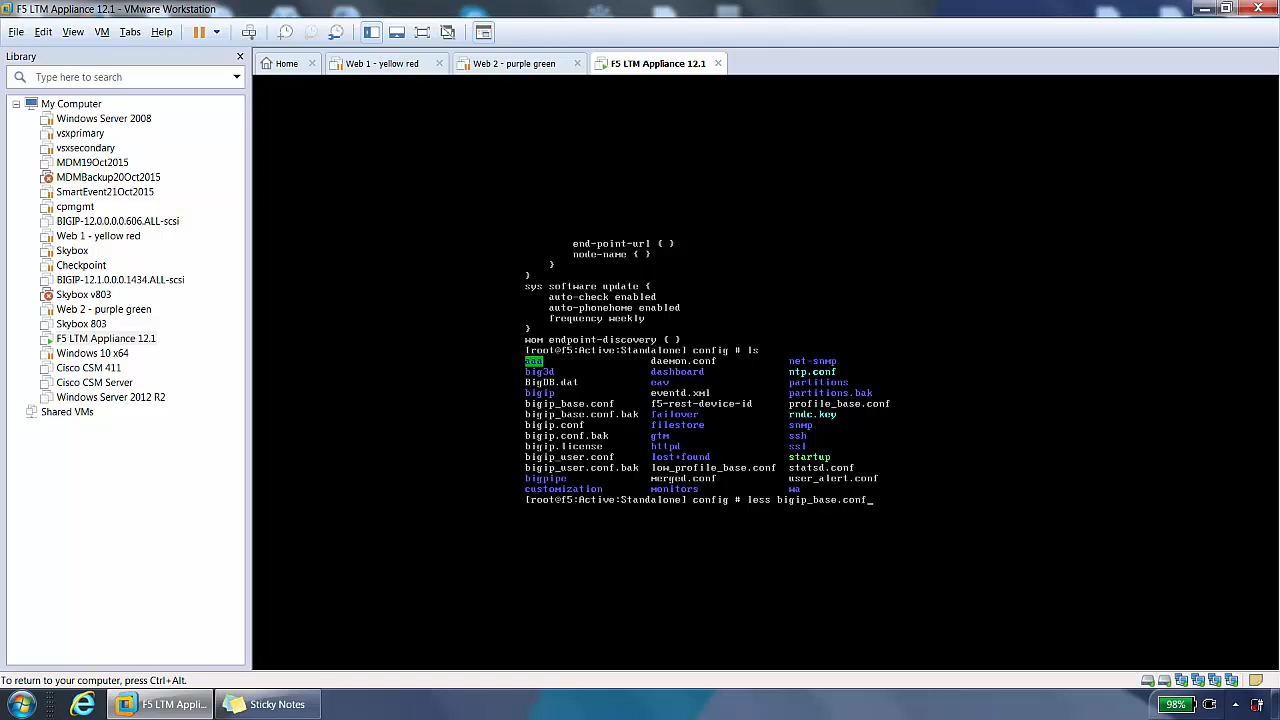 F5 LTM Appliance 12.1 - VMware Workstation
File Edit View VM Tabs Help
Library
Type here to search
My Computer
Windows Server 2008
vsxprimary
vsxsecondary
MDM19Oct2015
MDMBackup20Oct2015
SmartEvent21Oct2015
cpmgmt
BIGIP-12.0.0.0.606.ALL-scsi
Web 1 - yellow red
Skybox
Checkpoint
BIGIP-12.1.0.0.1434.ALL-scsi
Skybox v803
Web 2 - purple green
Skybox 803
F5 LTM Appliance 12.1
Windows 10 x64
Cisco CSM 411
Cisco CSM Server
Windows Server 2012 R2
Shared VMs
Home Web 1 - yellow red Web 2 - purple green F5 LTM Appliance 12.1
end-point-url { }
node-name { }
}
}
sys software update {
auto-check enabled
auto-phonehome enabled
frequency weekly
}
wom endpoint-discovery { }
[root@f5:Active:Standalone] config # ls
aaa daemon.conf net-snmp
big3d dashboard ntp.conf
BigDB.dat eav partitions
bigip eventd.xml partitions.bak
bigip_base.conf f5-rest-device-id profile_base.conf
bigip_base.conf.bak failover rndc.key
bigip.conf filestore snmp
bigip.conf.bak gtm ssh
bigip.license httpd ssl
bigip_user.conf lost+found startup
bigip_user.conf.bak low_profile_base.conf statsd.conf
bigpipe merged.conf user_alert.conf
customization monitors wa
[root@f5:Active:Standalone] config # less bigip_base.conf_
To return to your computer, press Ctrl+Alt.
F5 LTM Appli... Sticky Notes 98%